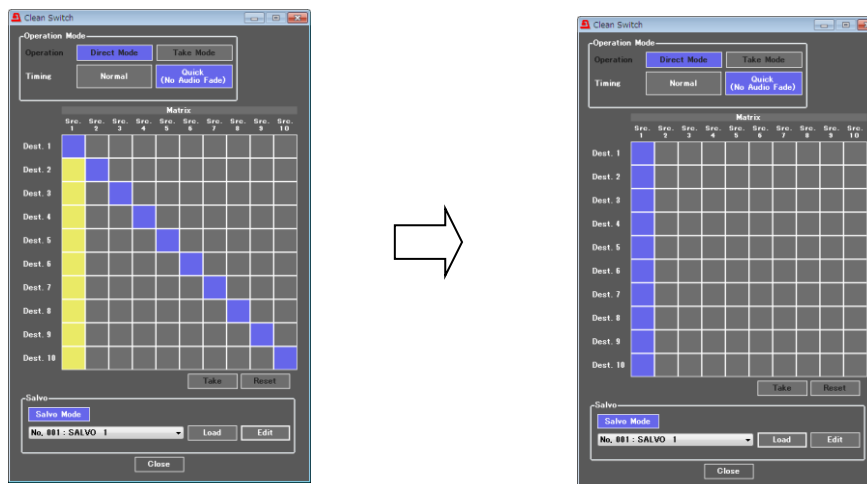 Clean Switch
Operation Mode
Operation Direct Mode Take Mode
Timing Normal Quick
(No Audio Fade)
Matrix
Src. Src. Src. Src. Src. Src. Src. Src. Src. Src.
1 2 3 4 5 6 7 8 9 10
Dest. 1
Dest. 2
Dest. 3
Dest. 4
Dest. 5
Dest. 6
Dest. 7
Dest. 8
Dest. 9
Dest. 10
Take Reset
Salvo
Salvo Mode
No. 001 : SALVO 1 Load Edit
Close
Clean Switch
Operation Mode
Operation Direct Mode Take Mode
Timing Normal Quick
(No Audio Fade)
Matrix
Src. Src. Src. Src. Src. Src. Src. Src. Src. Src.
1 2 3 4 5 6 7 8 9 10
Dest. 1
Dest. 2
Dest. 3
Dest. 4
Dest. 5
Dest. 6
Dest. 7
Dest. 8
Dest. 9
Dest. 10
Take Reset
Salvo
Salvo Mode
No. 001 : SALVO 1 Load Edit
Close